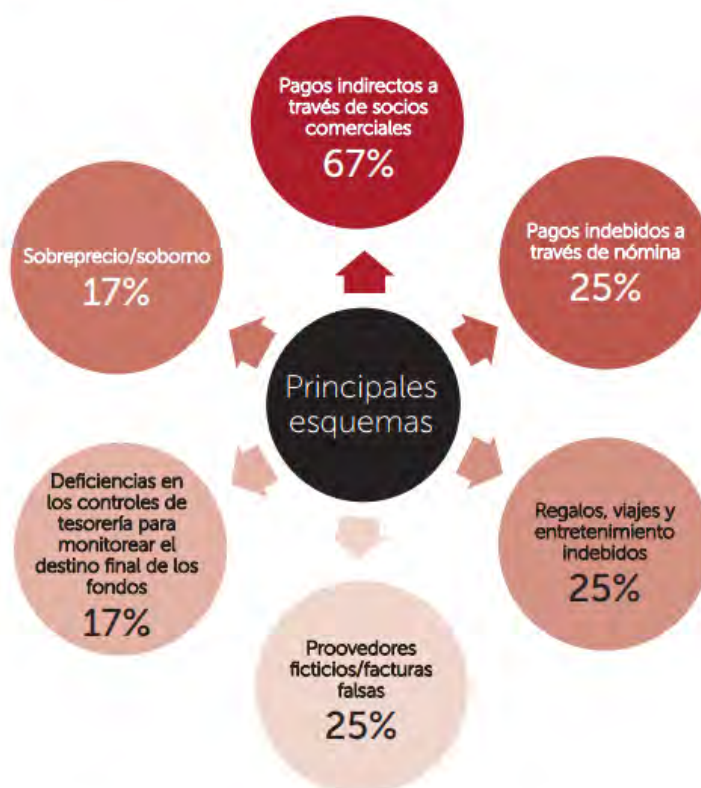 Pagos indirectos a
través de socios
comerciales
67%
Pagos indebidos a
través de nómina
25%
Regalos, viajes y
entretenimiento
indebidos
25%
Proovedores
ficticios/facturas
falsas
25%
Deficiencias en
los controles de
tesorería para
monitorear el
destino final de los
fondos
17%
Sobreprecio/soborno
17%
Principales
esquemas